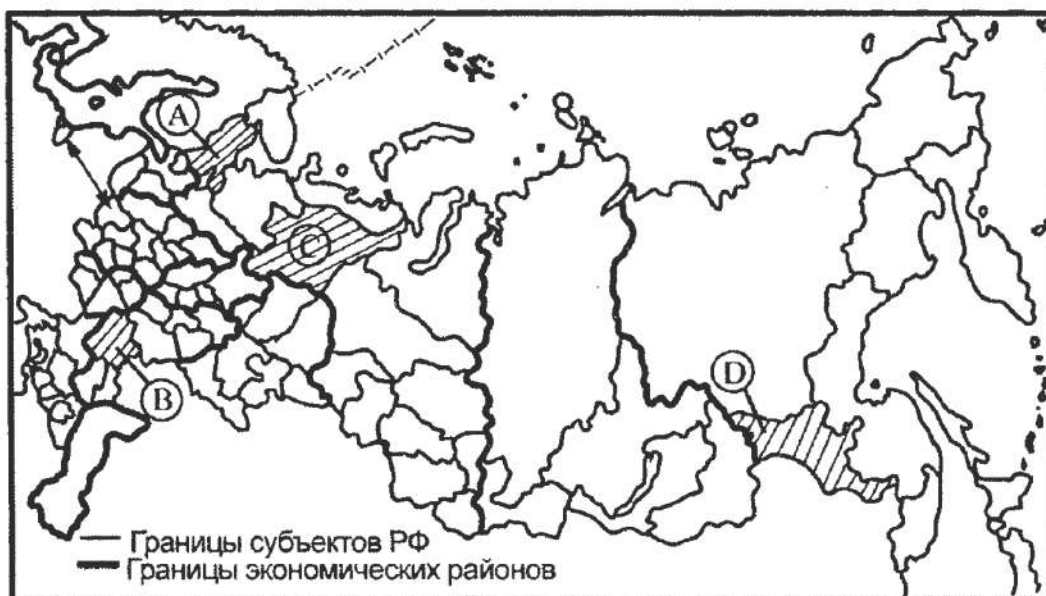 A
C
D
B
Границы субъектов РФ
Границы экономических районов